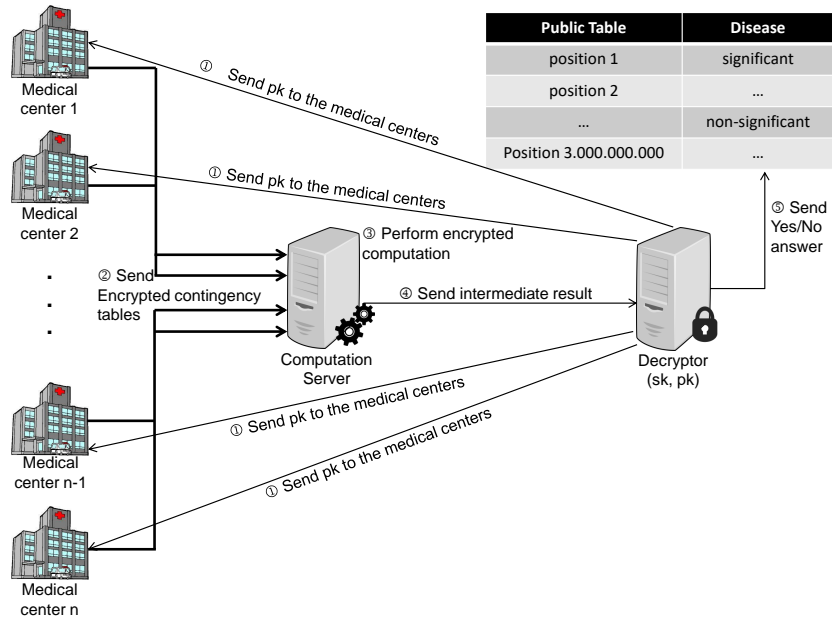 Public Table
Disease
position 1
significant
position 2
...
...
non-significant
Position 3.000.000.000
...
Medical
center 1
① Send pk to the medical centers
Medical
center 2
① Send pk to the medical centers
⑤ Send
Yes/No
answer
③ Perform encrypted
computation
② Send
Encrypted contingency
tables
④ Send intermediate result
Computation
Server
Decryptor
(sk, pk)
① Send pk to the medical centers
Medical
center n-1
① Send pk to the medical centers
Medical
center n